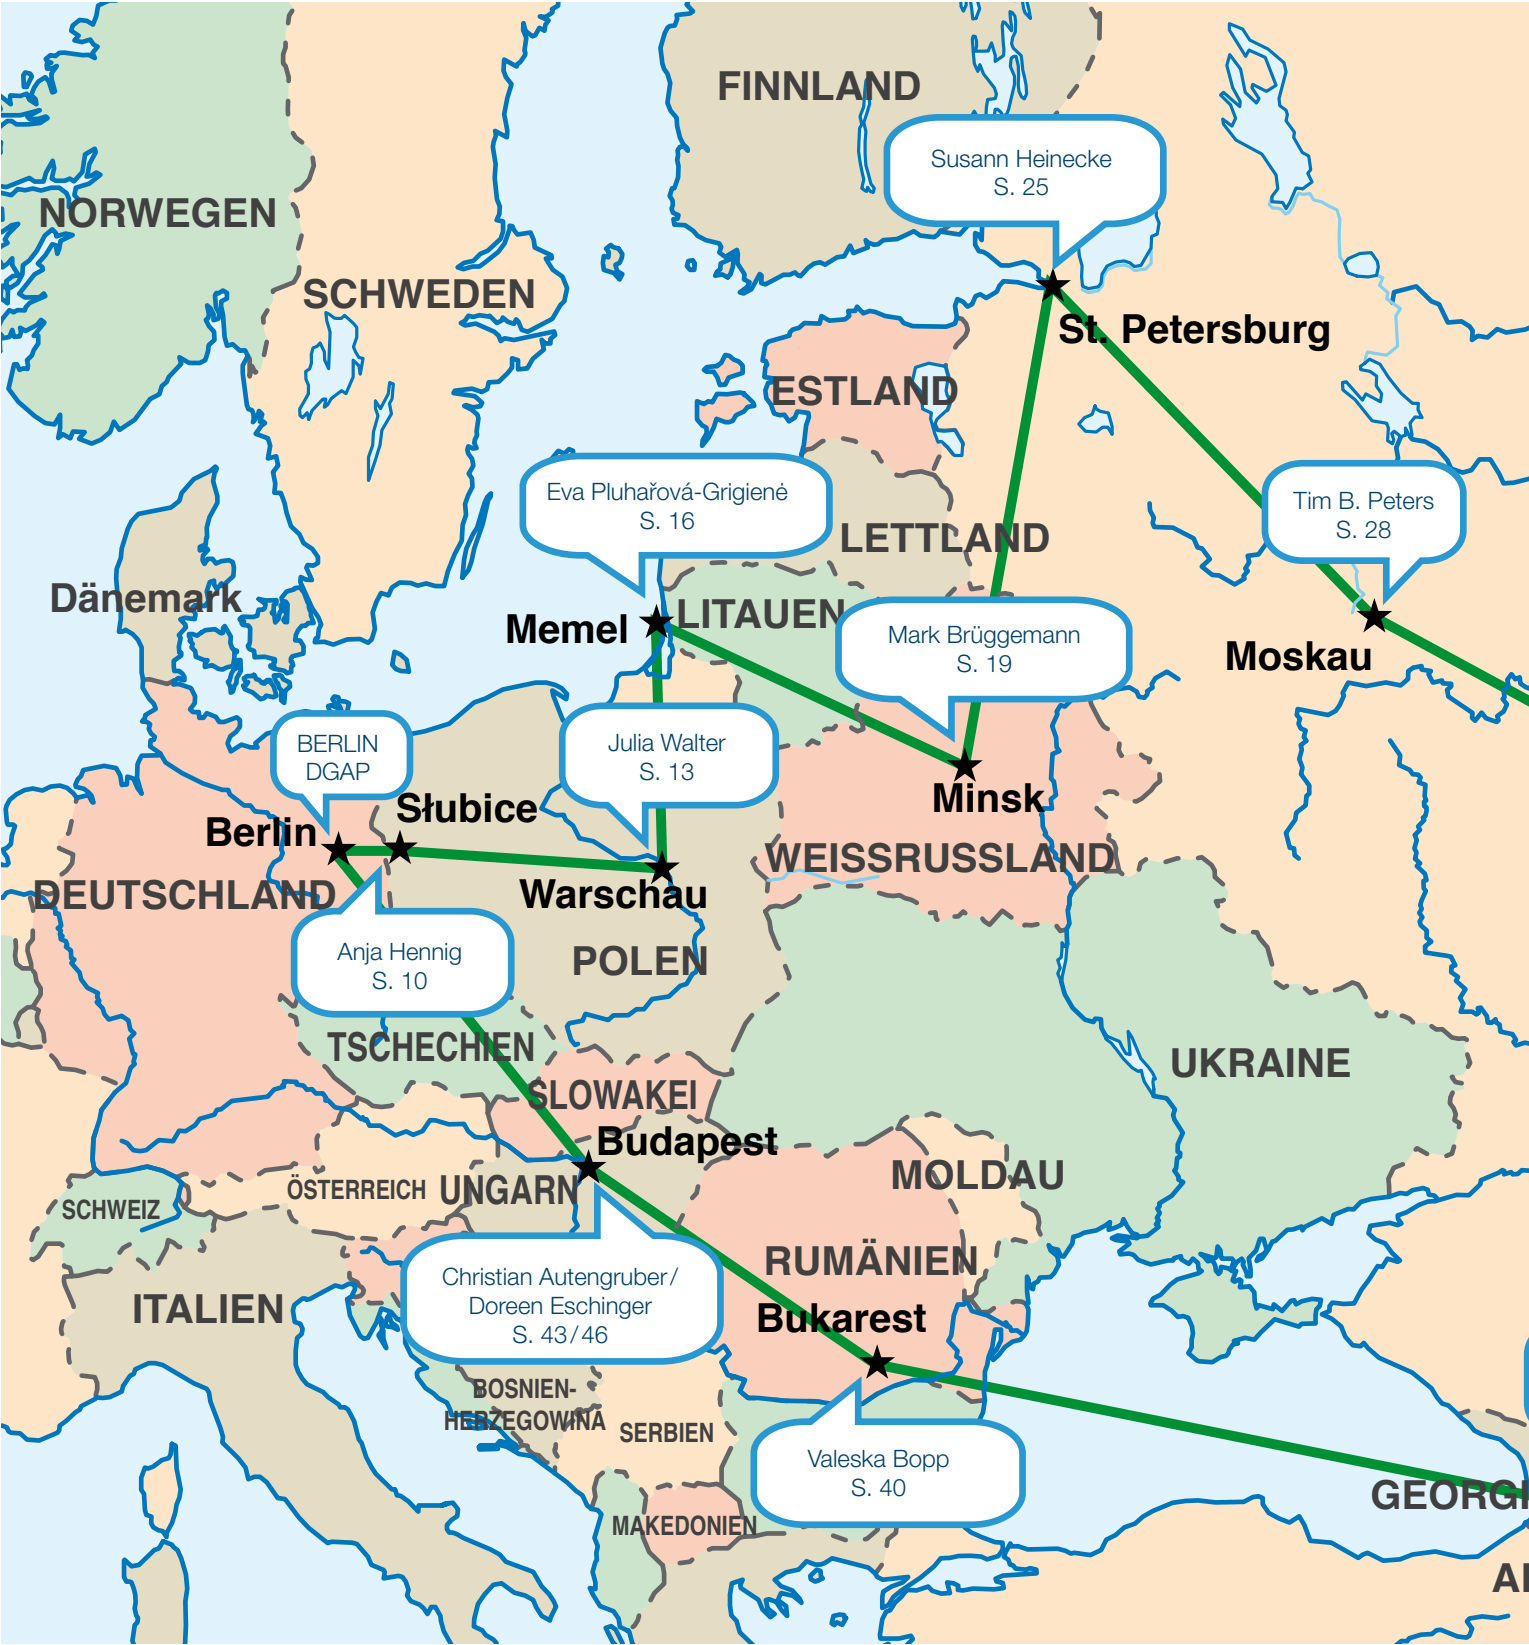 FINNLAND
Susann Heinecke
S. 25
NORWEGEN
SCHWEDEN
St. Petersburg
ESTLAND
Eva Pluhařová-Grigienė
S. 16
Tim B. Peters
S. 28
LETTLAND
Dänemark
LITAUEN
Memel
Mark Brüggemann
S. 19
Moskau
BERLIN
DGAP
Julia Walter
S. 13
Minsk
Słubice
Berlin
WEISSRUSSLAND
DEUTSCHLAND
Warschau
Anja Hennig
S. 10
POLEN
TSCHECHIEN
UKRAINE
SLOWAKEI
Budapest
MOLDAU
ÖSTERREICH
UNGARN
SCHWEIZ
RUMÄNIEN
Christian Autengruber/
Doreen Eschinger
S. 43/46
ITALIEN
Bukarest
BOSNIEN-
HERZEGOWINA
SERBIEN
Valeska Bopp
S. 40
GEORGI
MAKEDONIEN